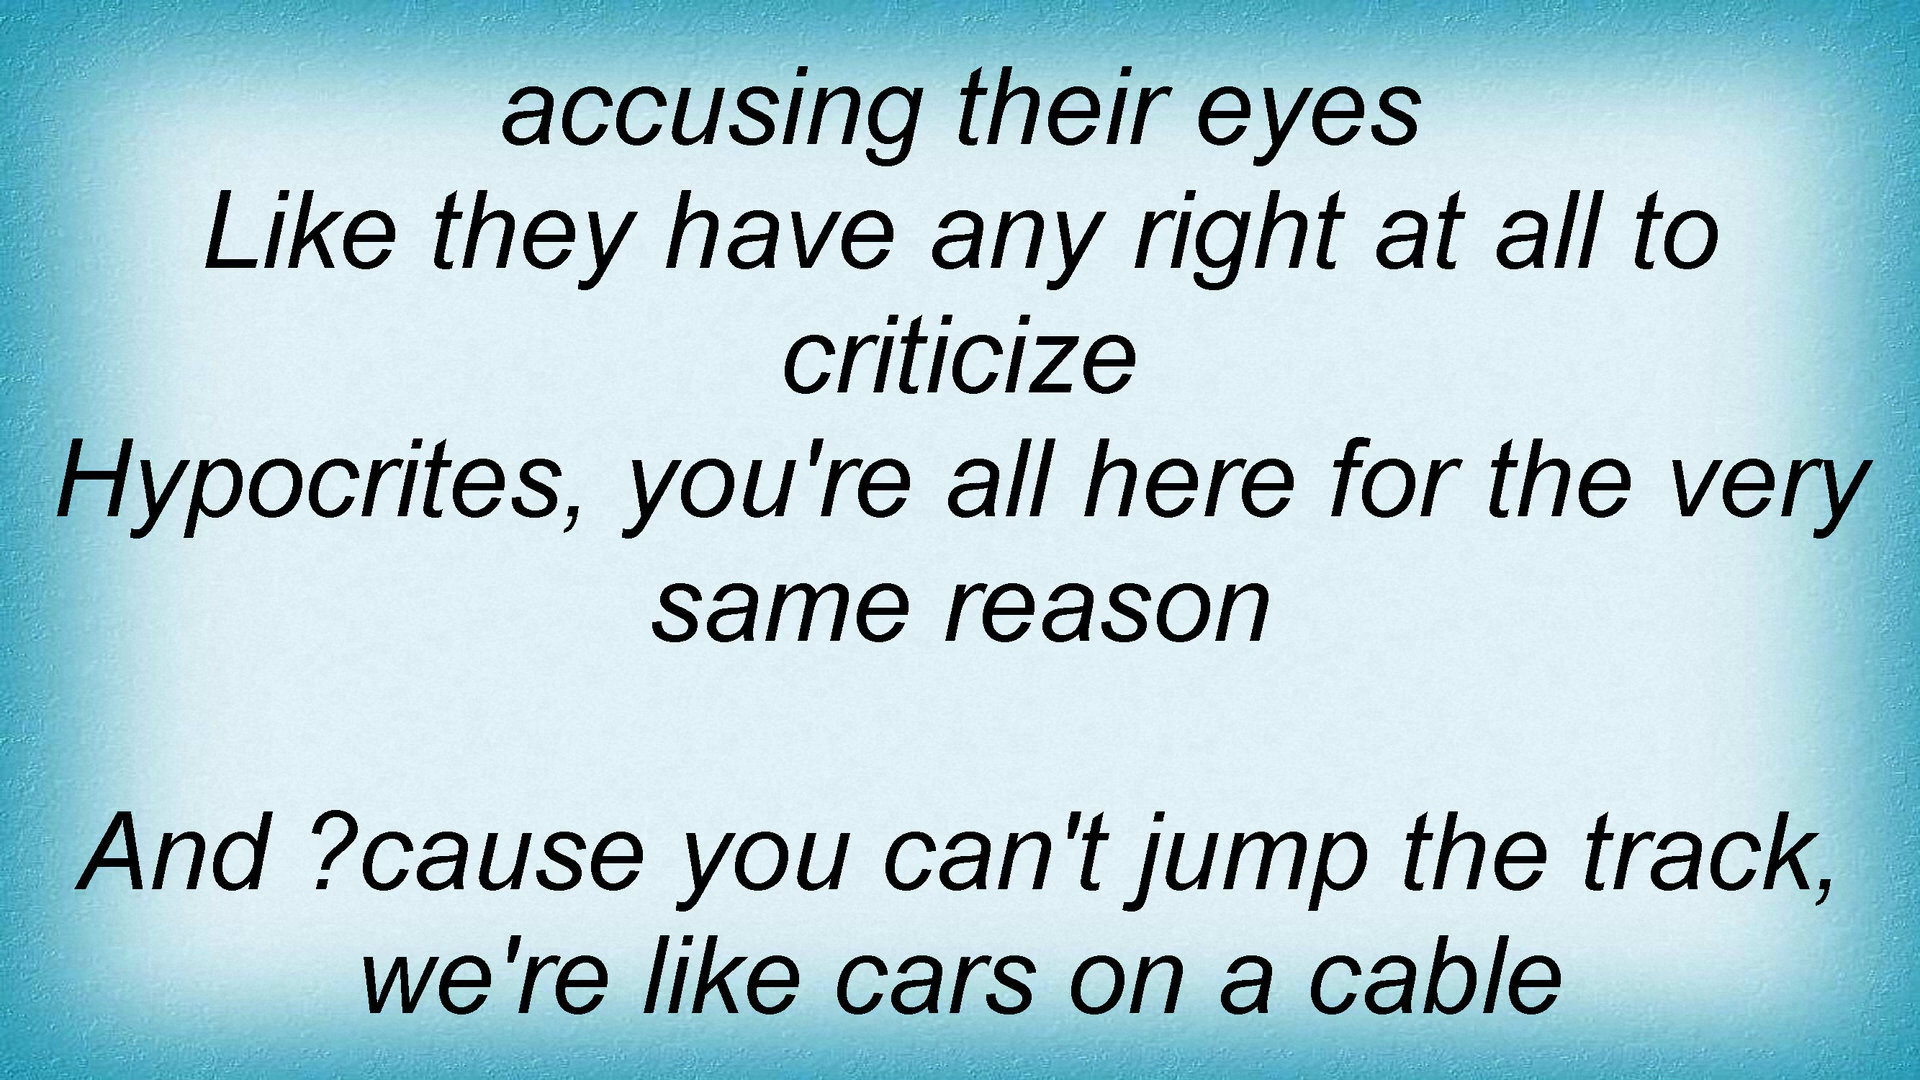 accusing their eyes
Like they have any right at all to
criticize
Hypocrites, you're all here for the very
same reason
And ?cause you can't jump the track,
we're like cars on a cable